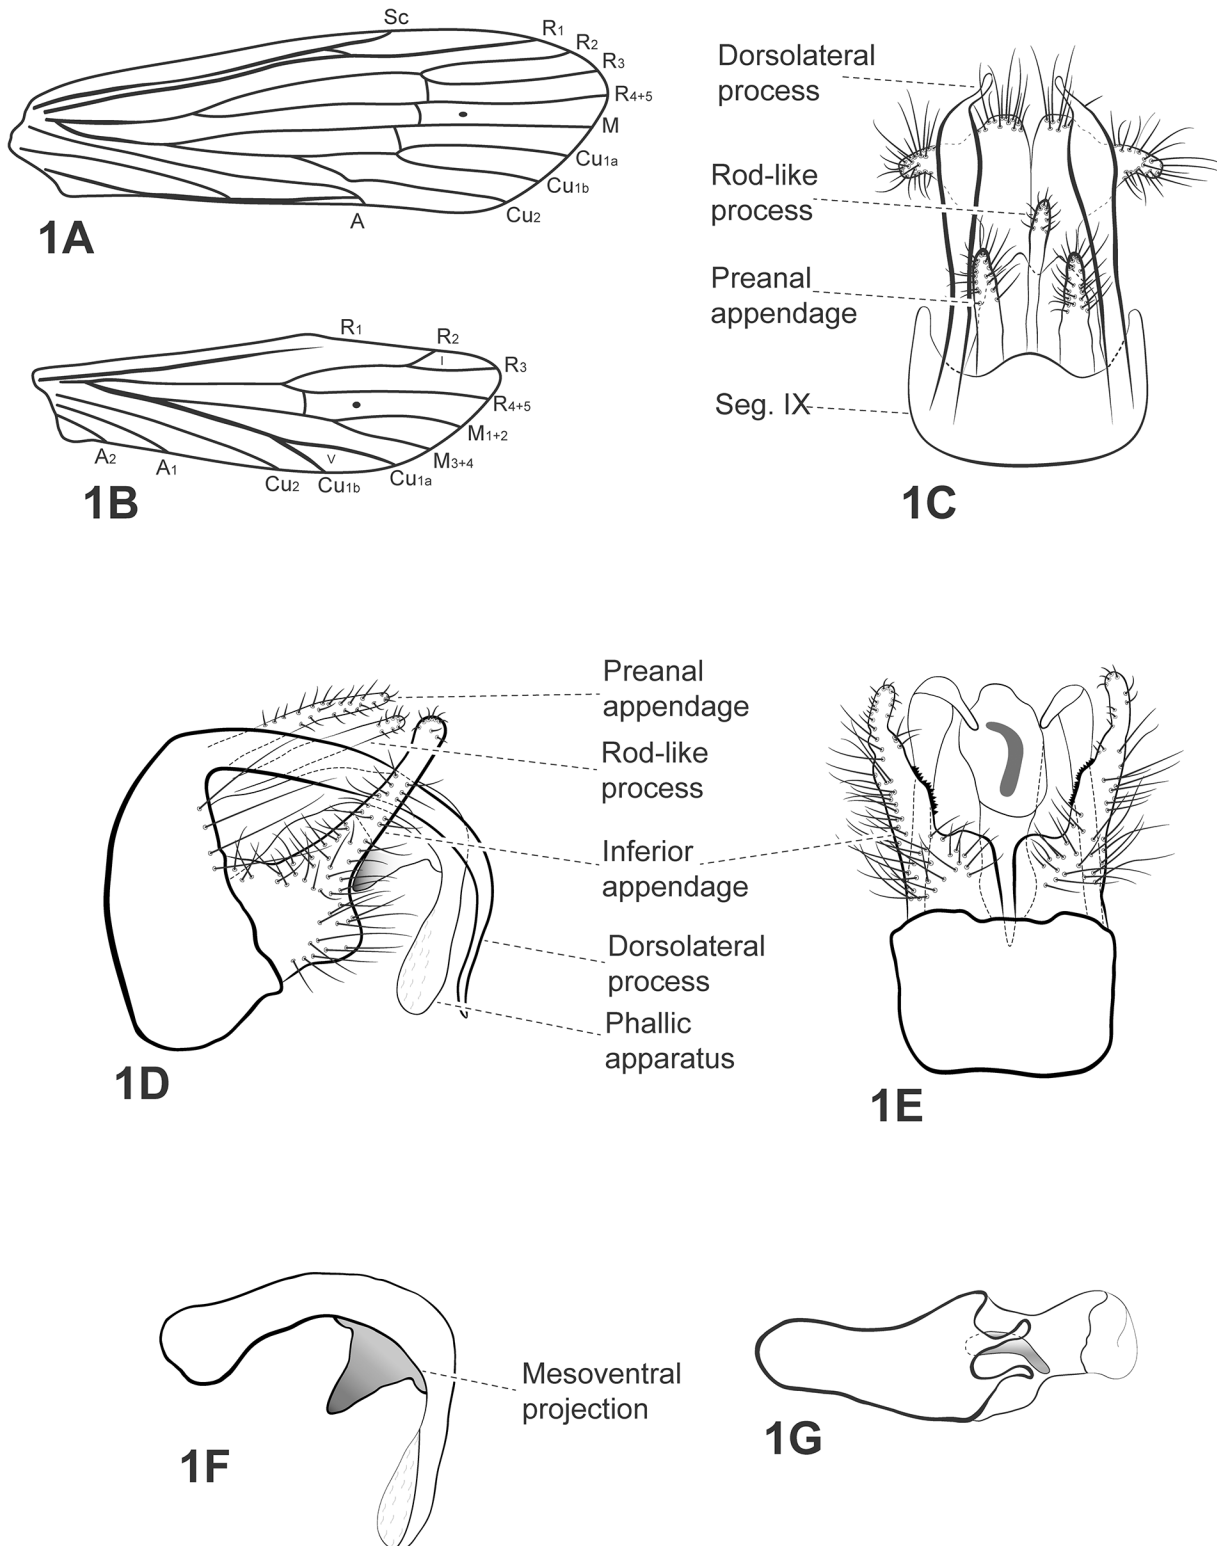 Sc
R1
R2
R3
R4+5
M
Cu1a
Cu1b
Cu2
A
1A
R1
R2
I
R3
R4+5
M1+2
M3+4
Cu1a
V
Cu1b
Cu2
A1
A2
1B
Dorsolateral
process
Rod-like
process
Preanal
appendage
Seg. IX
1C
Preanal
appendage
Rod-like
process
Inferior
appendage
Dorsolateral
process
Phallic
apparatus
1D
1E
Mesoventral
projection
1F
1G